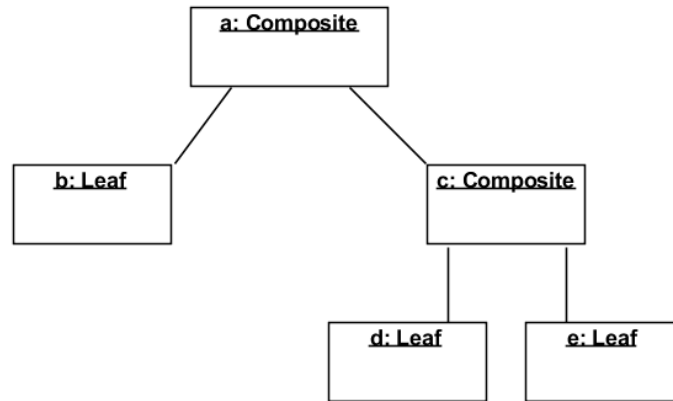 a: Composite
b: Leaf
c: Composite
d: Leaf
e: Leaf